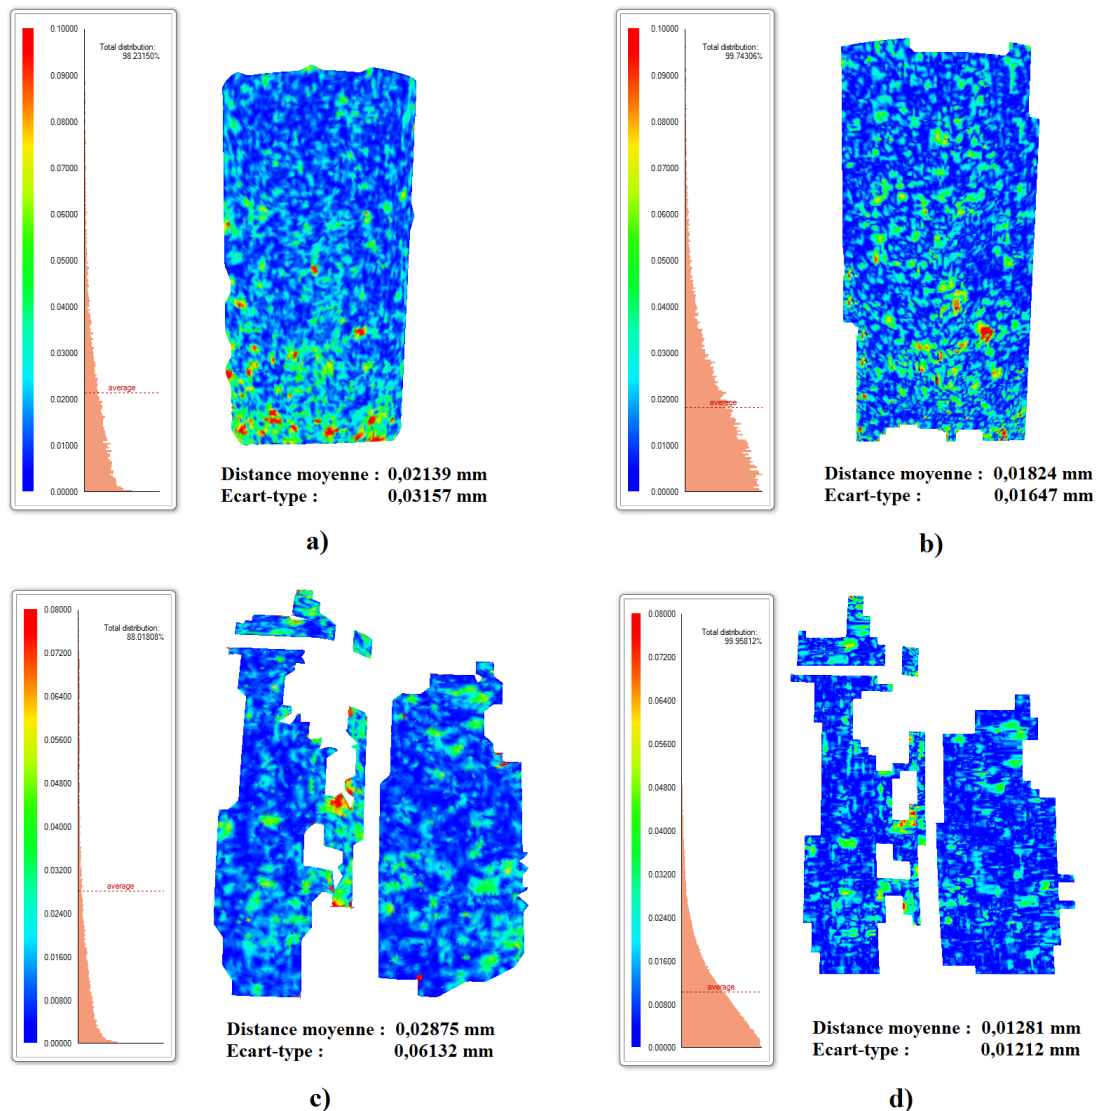 0.10000
0.09000
0.08000
0.07000
0.06000
0.05000
0.04000
0.03000
0.02000
0.01000
0.00000
Total distribution:
98.23150%
average
Distance moyenne : 0,02139 mm
Ecart-type : 0,03157 mm
a)
0.10000
0.09000
0.08000
0.07000
0.06000
0.05000
0.04000
0.03000
0.02000
0.01000
0.00000
Total distribution:
99.74306%
average
Distance moyenne : 0,01824 mm
Ecart-type : 0,01647 mm
b)
0.08000
0.07200
0.06400
0.05600
0.04800
0.04000
0.03200
0.02400
0.01600
0.00800
0.00000
Total distribution:
88.01808%
average
Distance moyenne : 0,02875 mm
Ecart-type : 0,06132 mm
c)
0.08000
0.07200
0.06400
0.05600
0.04800
0.04000
0.03200
0.02400
0.01600
0.00800
0.00000
Total distribution:
99.95812%
average
Distance moyenne : 0,01281 mm
Ecart-type : 0,01212 mm
d)